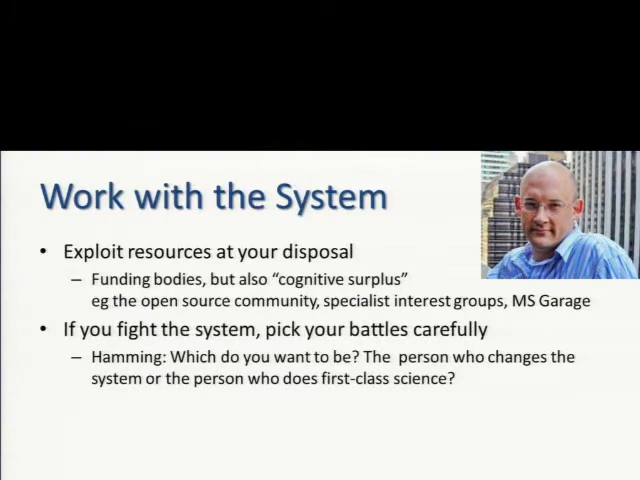 Work with the System
• Exploit resources at your disposal
– Funding bodies, but also “cognitive surplus”
eg the open source community, specialist interest groups, MS Garage
• If you fight the system, pick your battles carefully
– Hamming: Which do you want to be? The person who changes the
system or the person who does first-class science?